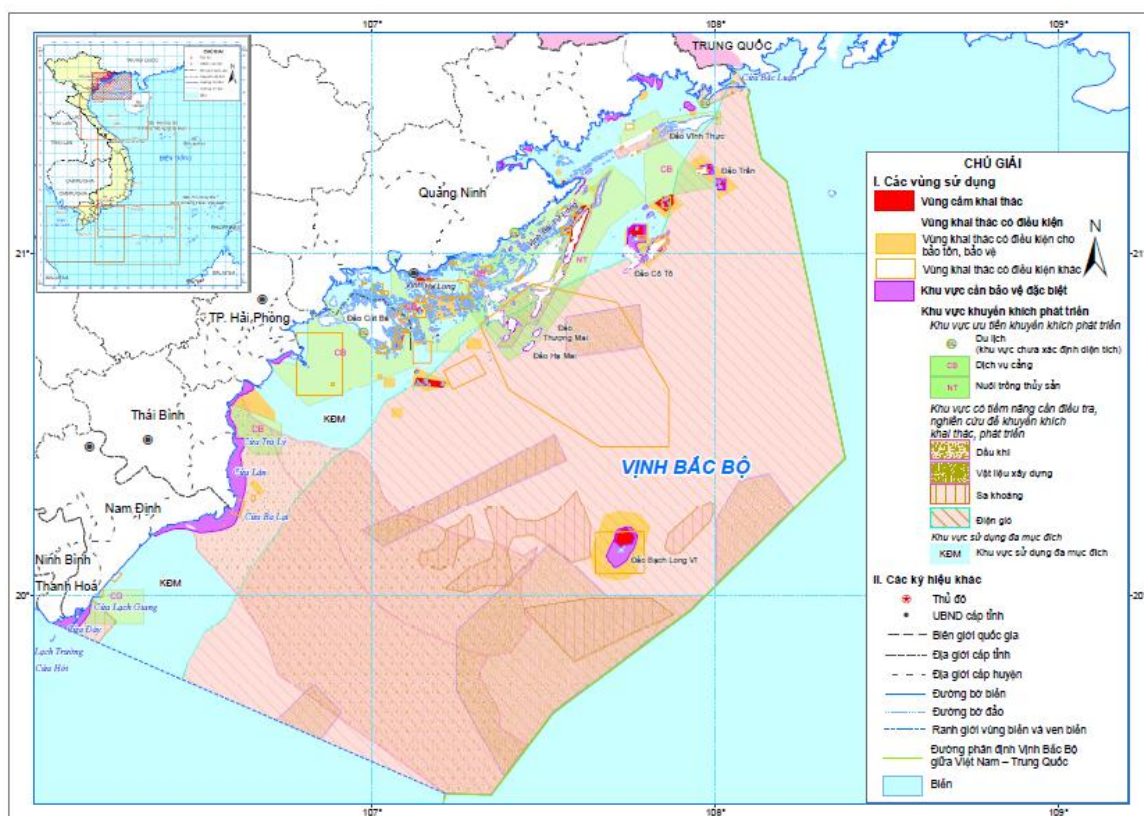 107°
108°
109°
TRUNG QUỐC
Cửa Bắc Luân
Đảo Vĩnh Thực
CB
Đảo Trần
Quảng Ninh
21°
NT
Đảo Cô Tô
Vịnh Hạ Long
TP. Hải Phòng
Đảo Cát Bà
CB
Đảo Thượng Mai
Đảo Hạ Mai
KĐM
Thái Bình
CB
Cửa Trà Lý
Cửa Lân
VỊNH BẮC BỘ
Nam Định
Cửa Ba Lạt
Ninh Bình
Đảo Bạch Long Vĩ
KĐM
Thanh Hoá
20°
20°
Cửa Lạch Giang
Cửa Đáy
Lạch Trường
Cửa Hới
107°
108°
109°
CHÚ GIẢI
I. Các vùng sử dụng
Vùng cấm khai thác
Vùng khai thác có điều kiện
Vùng khai thác có điều kiện cho
bảo tồn, bảo vệ
Vùng khai thác có điều kiện khác
Khu vực cần bảo vệ đặc biệt
Khu vực khuyến khích phát triển
Khu vực ưu tiên khuyến khích phát triển
Du lịch
(khu vực chưa xác định diện tích)
CB Dịch vụ cảng
NT Nuôi trồng thủy sản
Khu vực có tiềm năng cần điều tra,
nghiên cứu để khuyến khích
khai thác, phát triển
Dầu khí
Vật liệu xây dựng
Sa khoáng
Điện gió
Khu vực sử dụng đa mục đích
KĐM Khu vực sử dụng đa mục đích
N
II. Các ký hiệu khác
Thủ đô
UBND cấp tỉnh
Biên giới quốc gia
Địa giới cấp tỉnh
Địa giới cấp huyện
Đường bờ biển
Đường bờ đảo
Ranh giới vùng biển và ven biển
Đường phân định Vịnh Bắc Bộ
giữa Việt Nam – Trung Quốc
Biển